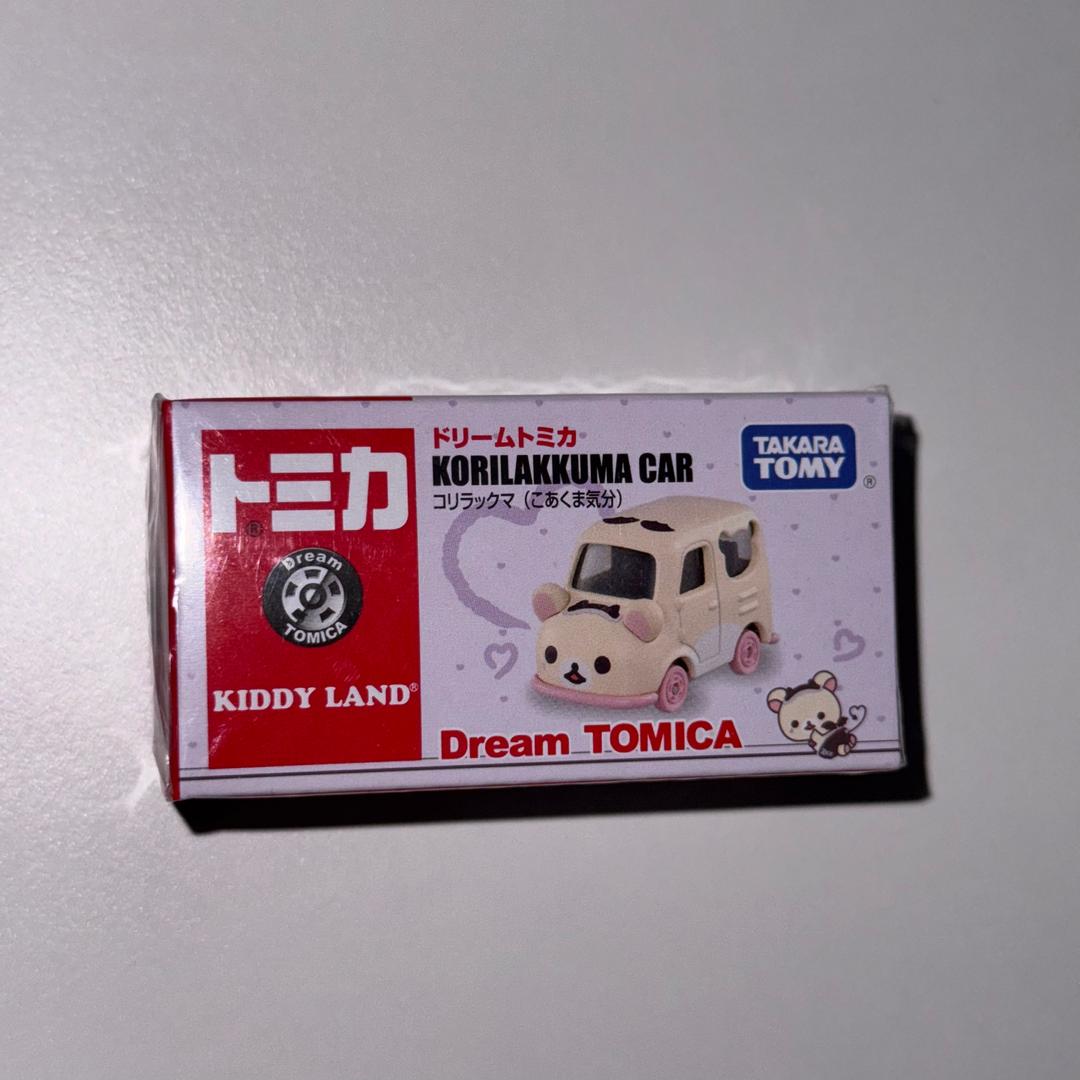 トミカ®
Dream
TOMICA
KIDDY LAND®
ドリームトミカ
KORILAKKUMA CAR
コリラックマ（こあくま気分）
TAKARA
TOMY®
Dream TOMICA